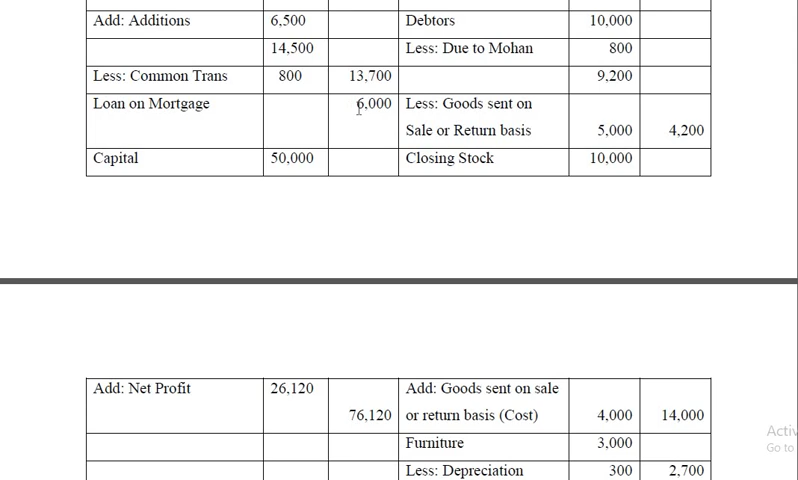 Add: Additions 6,500 Debtors 10,000
14,500 Less: Due to Mohan 800
Less: Common Trans 800 13,700 9,200
Loan on Mortgage 6,000 Less: Goods sent on
Sale or Return basis 5,000 4,200
Capital 50,000 Closing Stock 10,000
Add: Net Profit 26,120 Add: Goods sent on sale
76,120 or return basis (Cost) 4,000 14,000
Furniture 3,000
Less: Depreciation 300 2,700
Activ
Go to